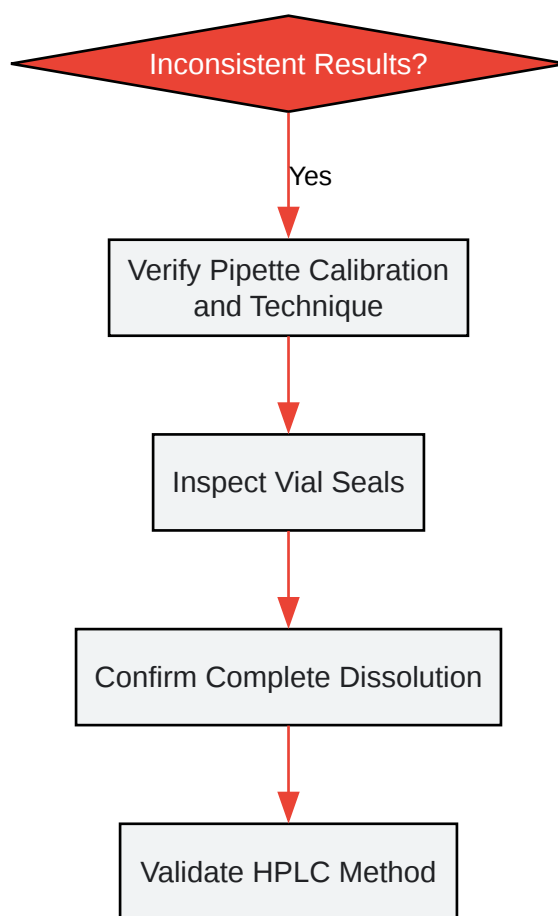 Inconsistent Results?
Yes
Verify Pipette Calibration
and Technique
Inspect Vial Seals
Confirm Complete Dissolution
Validate HPLC Method